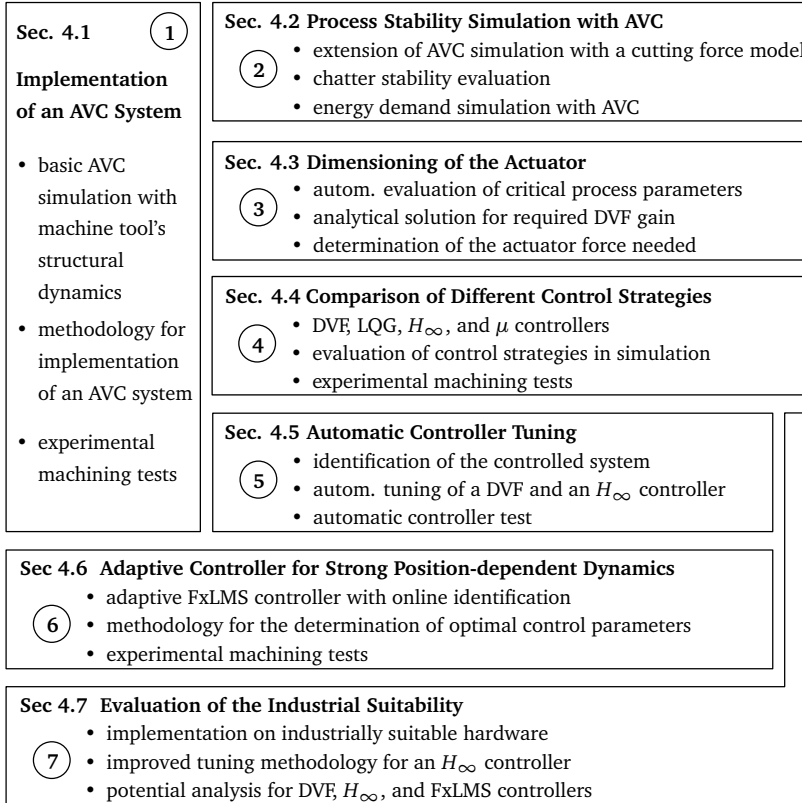 Sec. 4.1
1
Implementation
of an AVC System
• basic AVC
simulation with
machine tool's
structural
dynamics
• methodology for
implementation
of an AVC system
• experimental
machining tests
Sec. 4.2 Process Stability Simulation with AVC
2
• extension of AVC simulation with a cutting force model
• chatter stability evaluation
• energy demand simulation with AVC
Sec. 4.3 Dimensioning of the Actuator
3
• autom. evaluation of critical process parameters
• analytical solution for required DVF gain
• determination of the actuator force needed
Sec. 4.4 Comparison of Different Control Strategies
4
• DVF, LQG, H∞, and μ controllers
• evaluation of control strategies in simulation
• experimental machining tests
Sec. 4.5 Automatic Controller Tuning
5
• identification of the controlled system
• autom. tuning of a DVF and an H∞ controller
• automatic controller test
Sec 4.6 Adaptive Controller for Strong Position-dependent Dynamics
6
• adaptive FxLMS controller with online identification
• methodology for the determination of optimal control parameters
• experimental machining tests
Sec 4.7 Evaluation of the Industrial Suitability
7
• implementation on industrially suitable hardware
• improved tuning methodology for an H∞ controller
• potential analysis for DVF, H∞, and FxLMS controllers